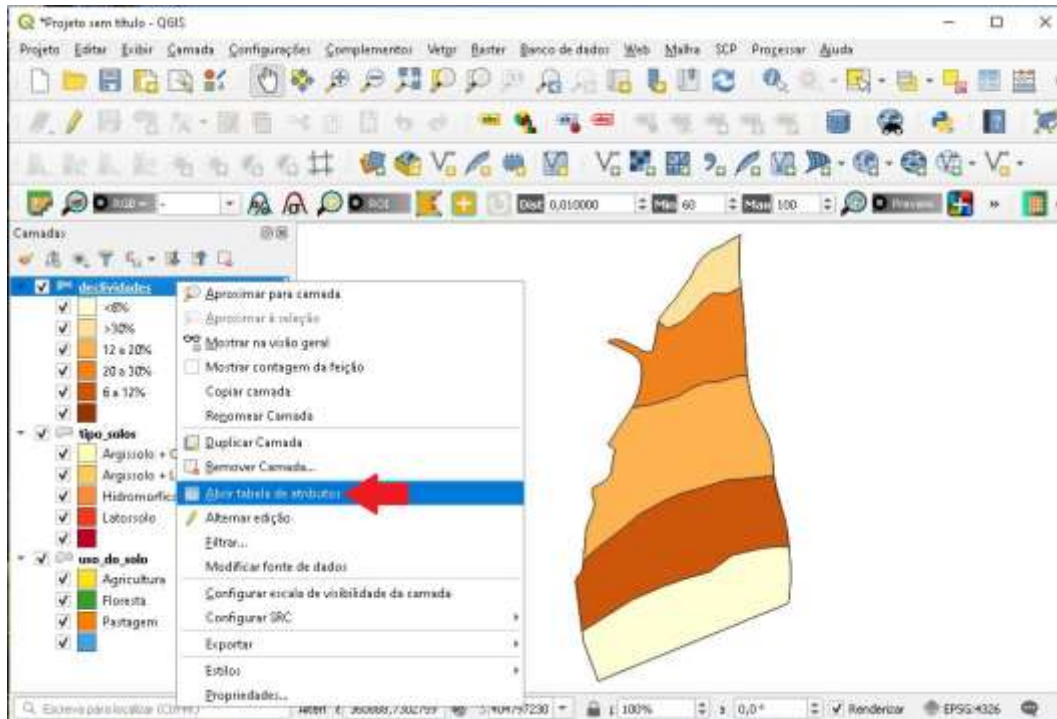 *Projeto sem título - QGIS
Projeto Editar Exibir Camada Configurações Complementos Vetor Raster Banco de dados Web Malha SCP Processar Ajuda
RGB =
ROI
Dist 0,010000
Min 60
Max 100
Preview
Camadas
declividades
<6%
>30%
12 a 20%
20 a 30%
6 a 12%
tipo_solos
Argissolo + C
Argissolo + L
Hidromorfico
Latossolo
uso_do_solo
Agricultura
Floresta
Pastagem
Aproximar para camada
Aproximar à seleção
Mostrar na visão geral
Mostrar contagem da feição
Copiar camada
Renomear Camada
Duplicar Camada
Remover Camada...
Abrir tabela de atributos
Alternar edição
Filtrar...
Modificar fonte de dados
Configurar escala de visibilidade da camada
Configurar SRC
Exportar
Estilos
Propriedades...
Escreva para localizar
100%
0,0°
Renderizar
EPSG:4326